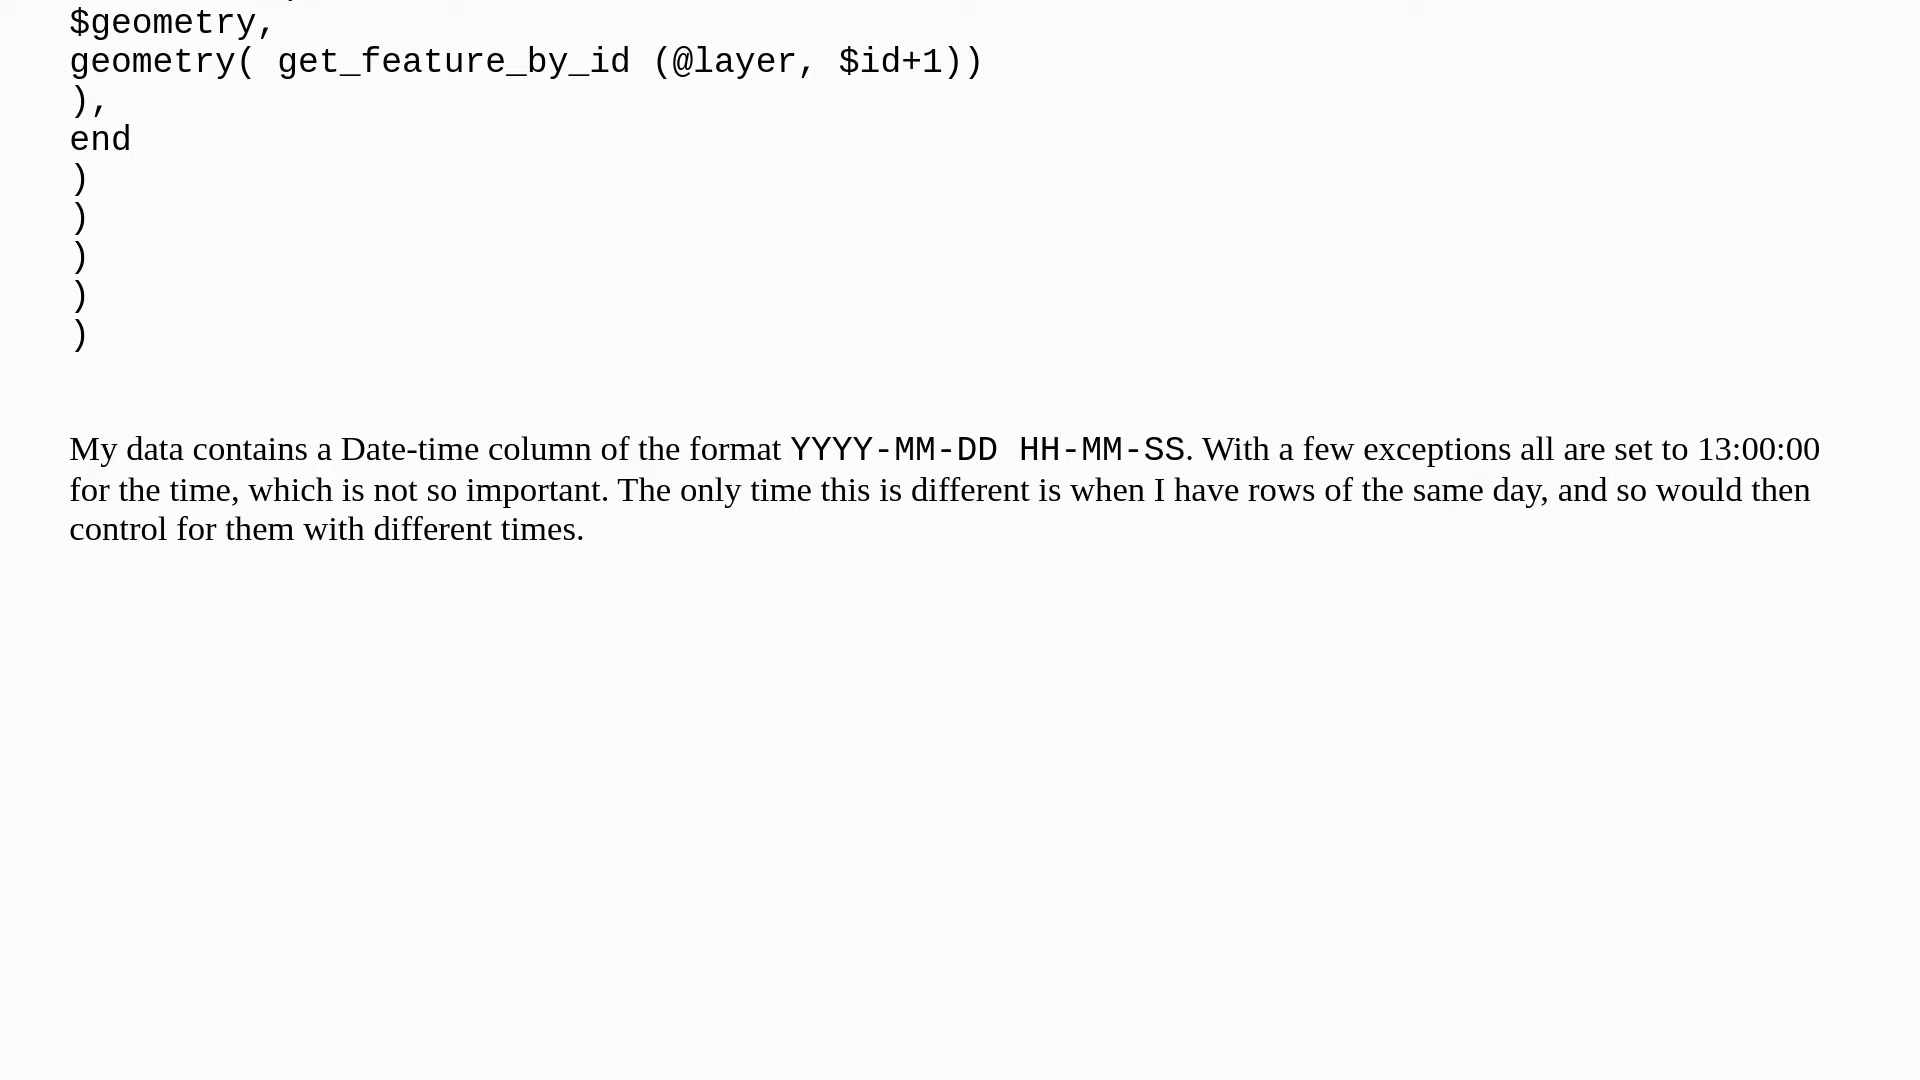 $geometry,
geometry( get_feature_by_id (@layer, $id+1))
),
end
)
)
)
)
)
My data contains a Date-time column of the format YYYY-MM-DD HH-MM-SS. With a few exceptions all are set to 13:00:00
for the time, which is not so important. The only time this is different is when I have rows of the same day, and so would then
control for them with different times.